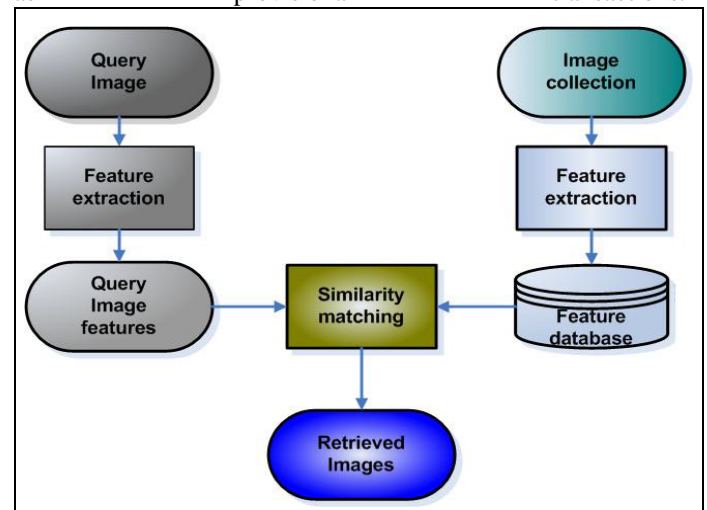 Query
Image
Feature
extraction
Query
Image
features
Similarity
matching
Image
collection
Feature
extraction
Feature
database
Retrieved
Images